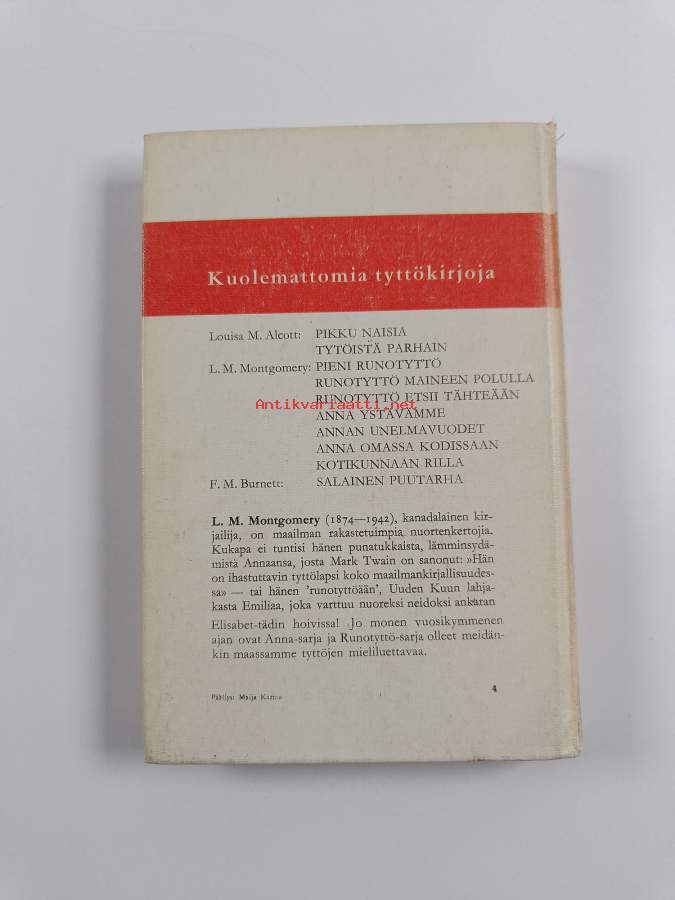 Kuolemattomia tyttökirjoja
Louisa M. Alcott: PIKKU NAISIA
TYTÖISTÄ PARHAIN
L. M. Montgomery: PIENI RUNOTYTTÖ
RUNOTYTTÖ MAINEEN POLULLA
RUNOTYTTÖ ETSII TÄHTEÄÄN
Antikvariaatti.net
ANNA YSTÄVÄMME
ANNAN UNELMAVUODET
ANNA OMASSA KODISSAAN
KOTIKUNNAAN RILLA
F. M. Burnett: SALAINEN PUUTARHA
L. M. Montgomery (1874—1942), kanadalainen kir-
jailija, on maailman rakastetuimpia nuortenkertojia.
Kukapa ei tuntisi hänen punatukkaista, lämminsydä-
mistä Annaansa, josta Mark Twain on sanonut: »Hän
on ihastuttavin tyttölapsi koko maailmankirjallisuudes-
sa» — tai hänen 'runotyttöään', Uuden Kuun lahja-
kasta Emiliaa, joka varttuu nuoreksi neidoksi ankaran
Elisabet-tädin hoivissa! Jo monen vuosikymmenen
ajan ovat Anna-sarja ja Runotyttö-sarja olleet meidän-
kin maassamme tyttöjen mieliluettavaa.
Päällys: Maija Karma
4